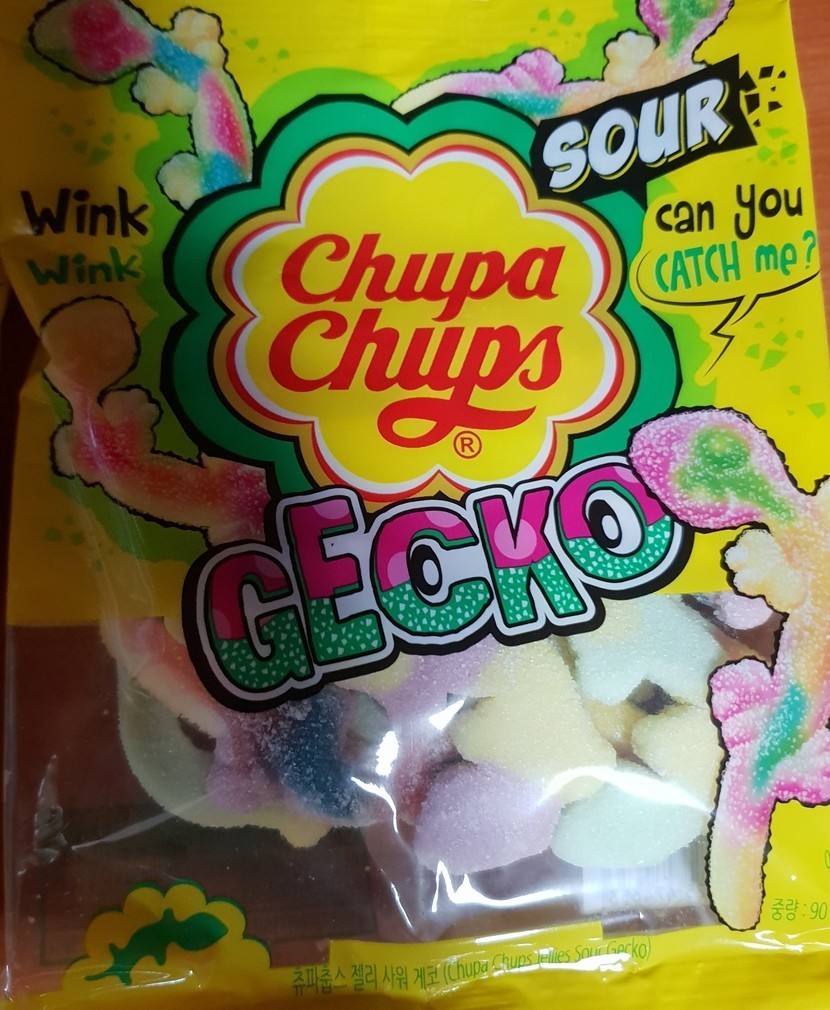 SOUR
Wink
Wink
can you
CATCH me?
Chupa
Chups
®
GECKO
중량 : 90
츄파춥스 젤리 사워 게코 (Chupa Chups Jellies Sour Gecko)